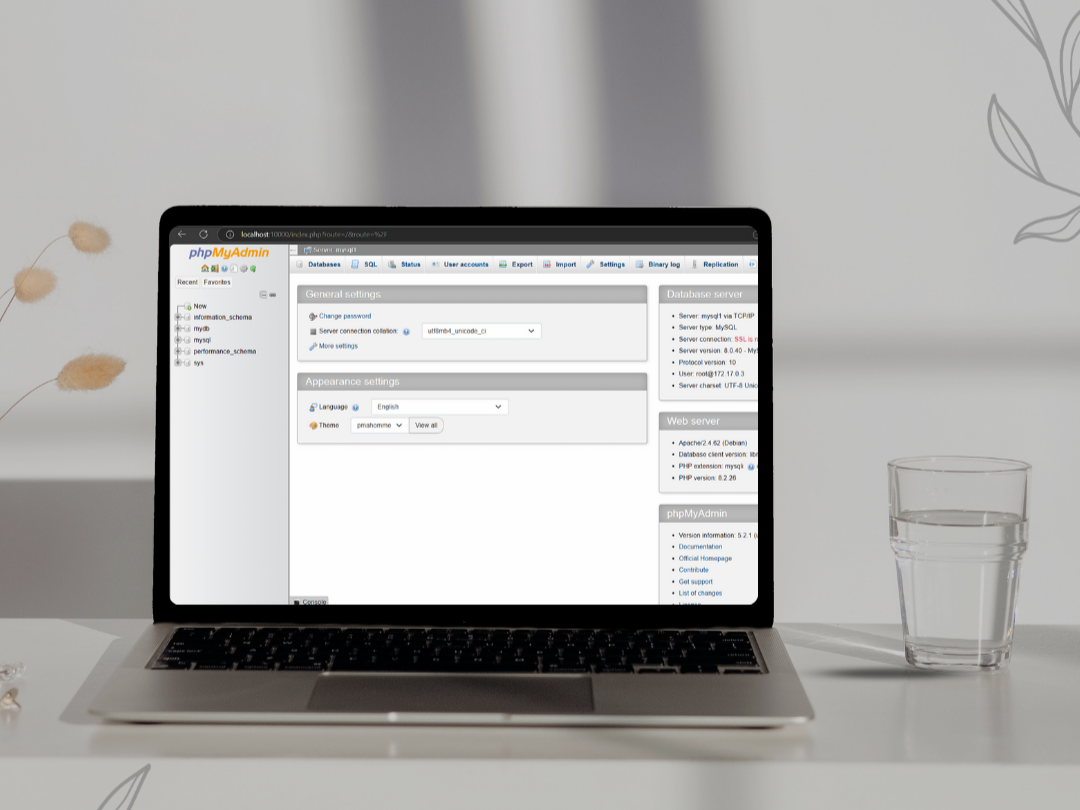 localhost:10000/index.php?route=/&route=%2F
phpMyAdmin
Recent Favorites
New
information_schema
mydb
mysql
performance_schema
sys
Server: mysql1
Databases SQL Status User accounts Export Import Settings Binary log Replication
General settings
Change password
Server connection collation: utf8mb4_unicode_ci
More settings
Appearance settings
Language English
Theme pmahomme View all
Console
Database server
Server: mysql1 via TCP/IP
Server type: MySQL
Server connection: SSL is
Server version: 8.0.40 - My
Protocol version: 10
User: root@172.17.0.3
Server charset: UTF-8 Unic
Web server
Apache/2.4.62 (Debian)
Database client version: lib
PHP extension: mysqli
PHP version: 8.2.26
phpMyAdmin
Version information: 5.2.1
Documentation
Official Homepage
Contribute
Get support
List of changes